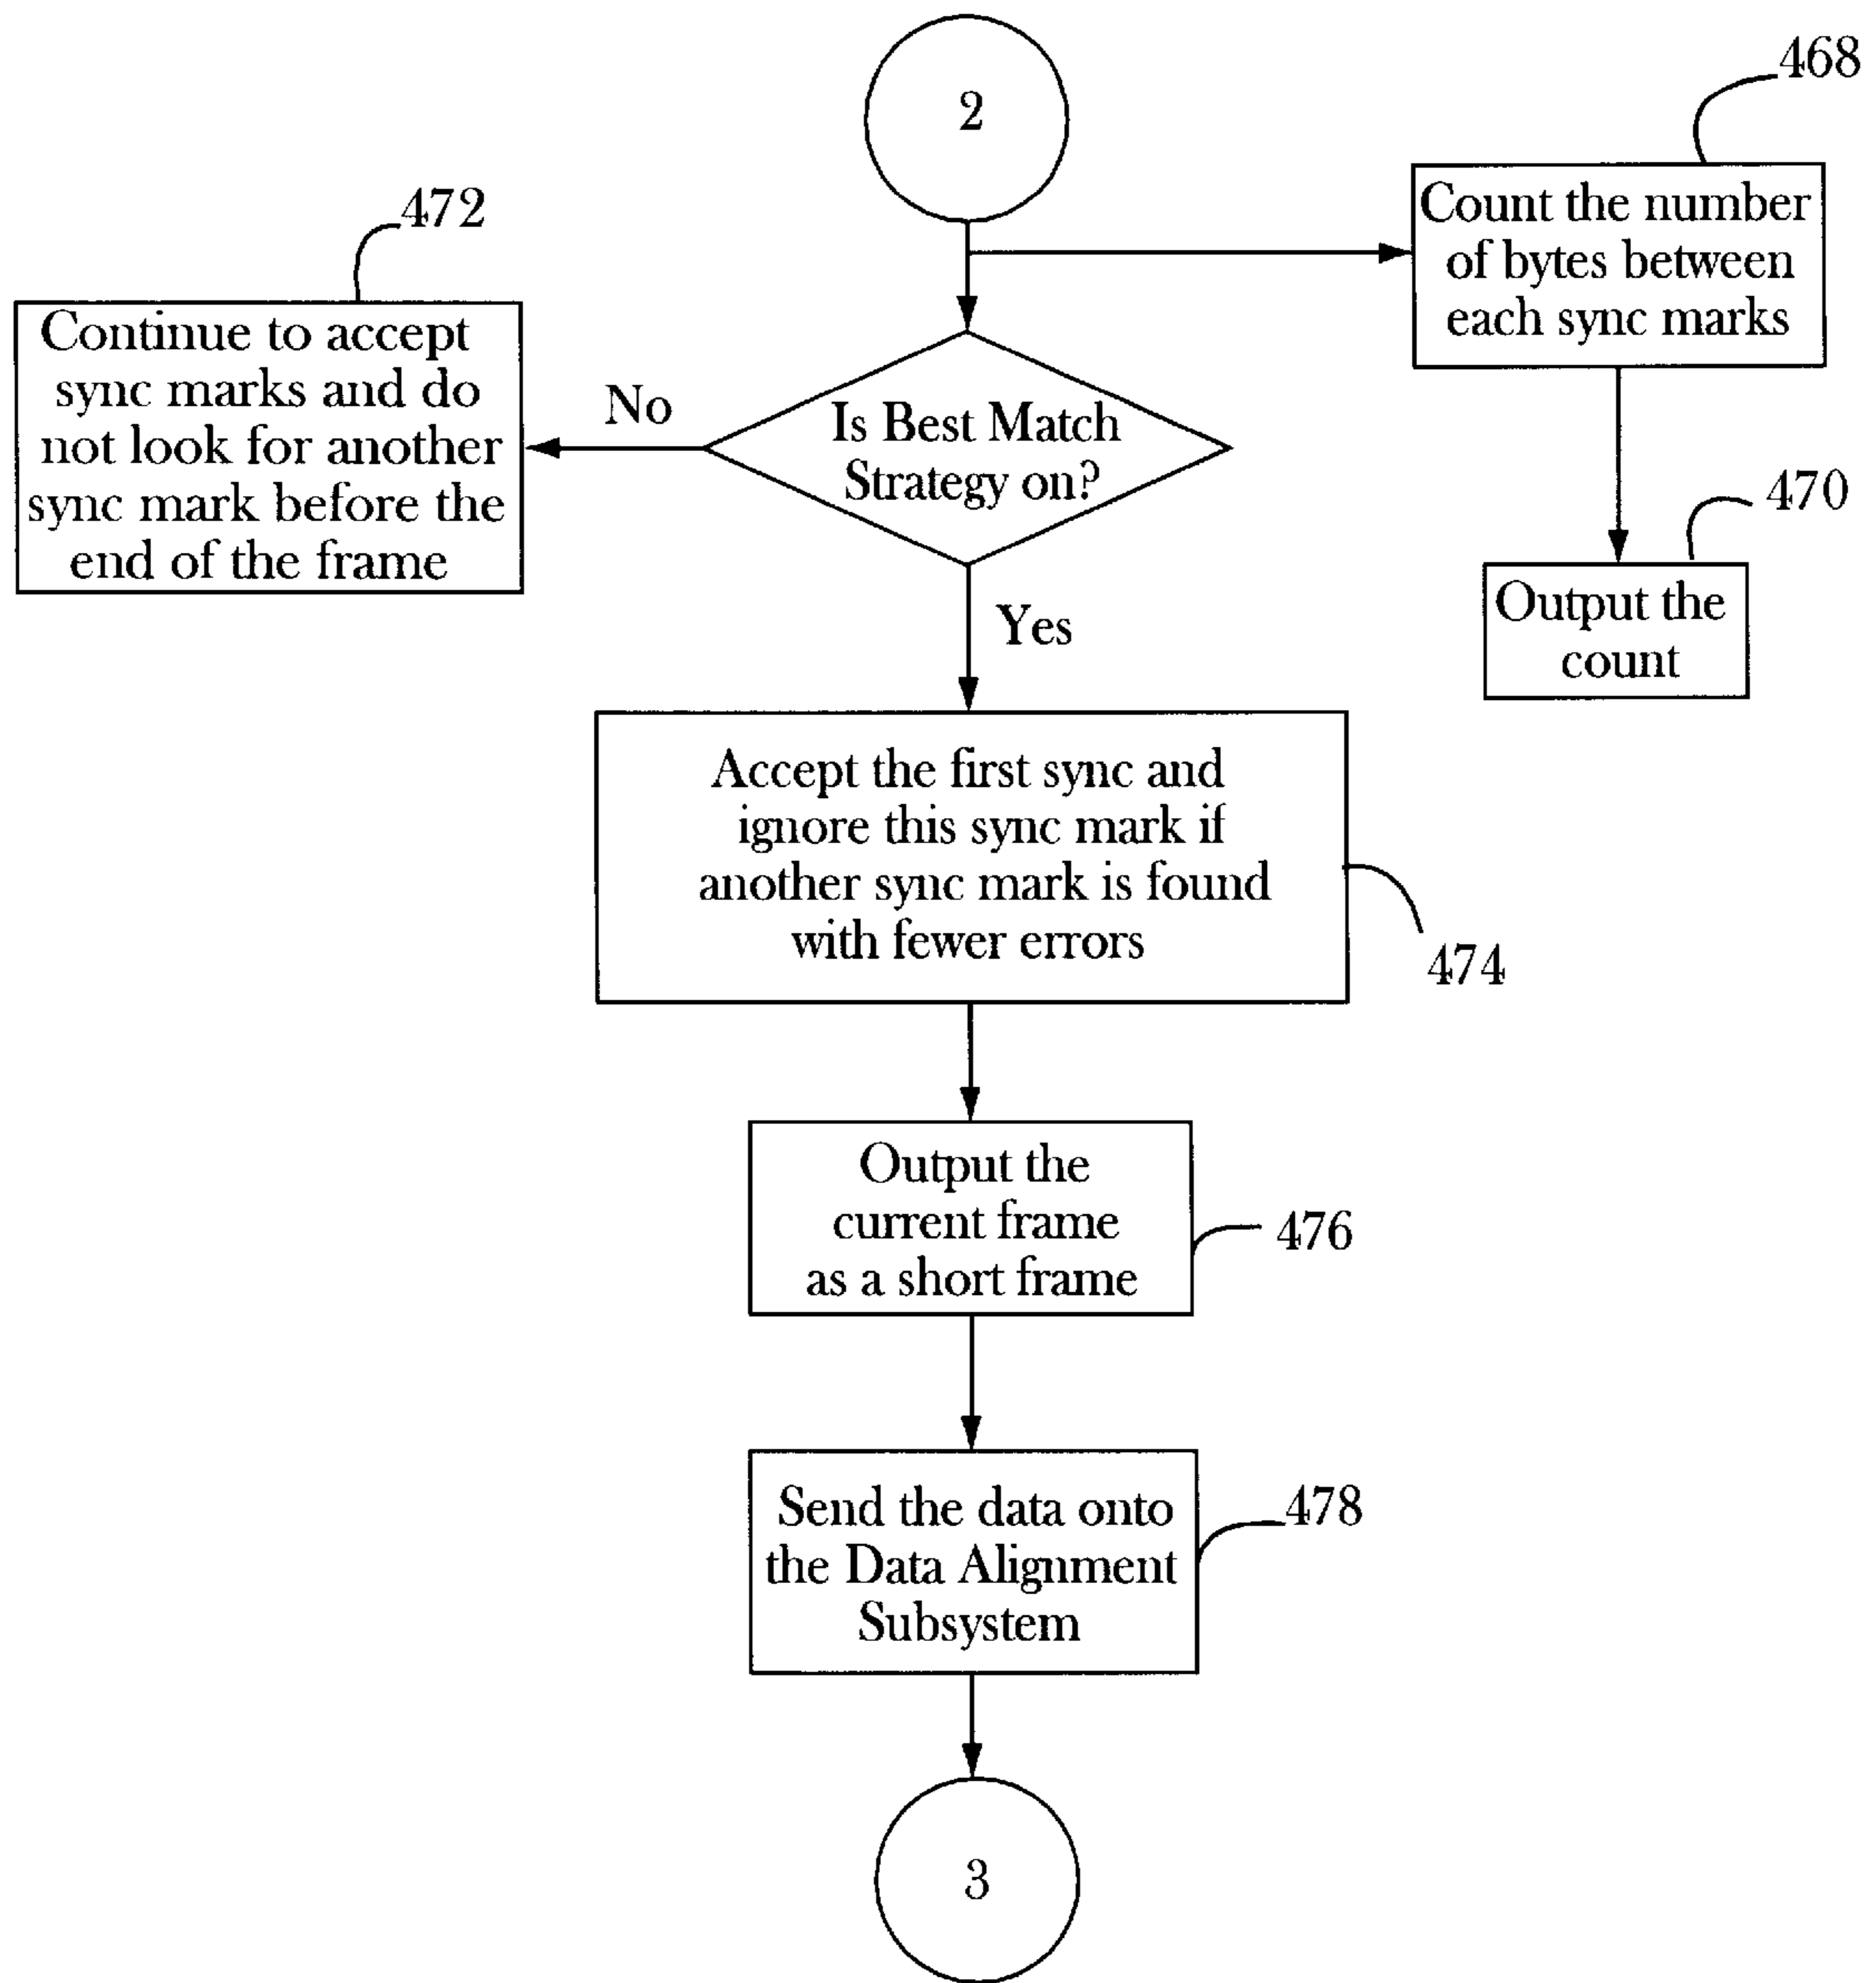 2
468
Count the number
of bytes between
each sync marks
472
Continue to accept
sync marks and do
not look for another
sync mark before the
end of the frame
No
Is Best Match
Strategy on?
470
Output the
count
Yes
Accept the first sync and
ignore this sync mark if
another sync mark is found
with fewer errors
474
Output the
current frame
as a short frame
476
Send the data onto
the Data Alignment
Subsystem
478
3